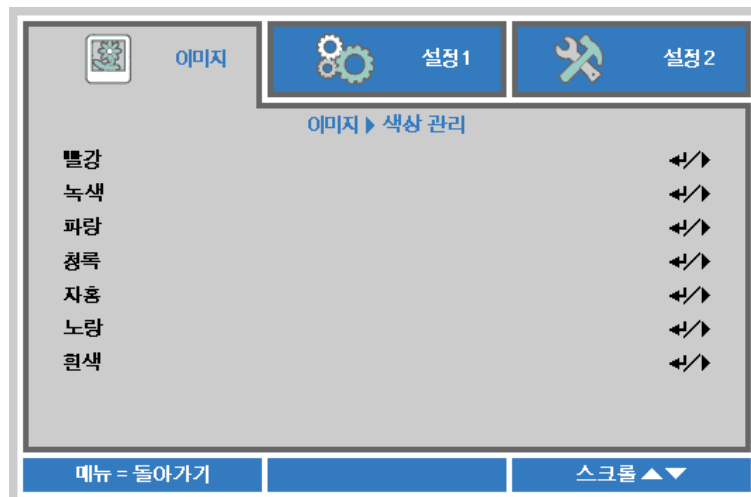 이미지 설정1 설정2
이미지 ▶ 색상 관리
빨강 ↵/▶
녹색 ↵/▶
파랑 ↵/▶
청록 ↵/▶
자홍 ↵/▶
노랑 ↵/▶
흰색 ↵/▶
메뉴 = 돌아가기 스크롤 ▲▼